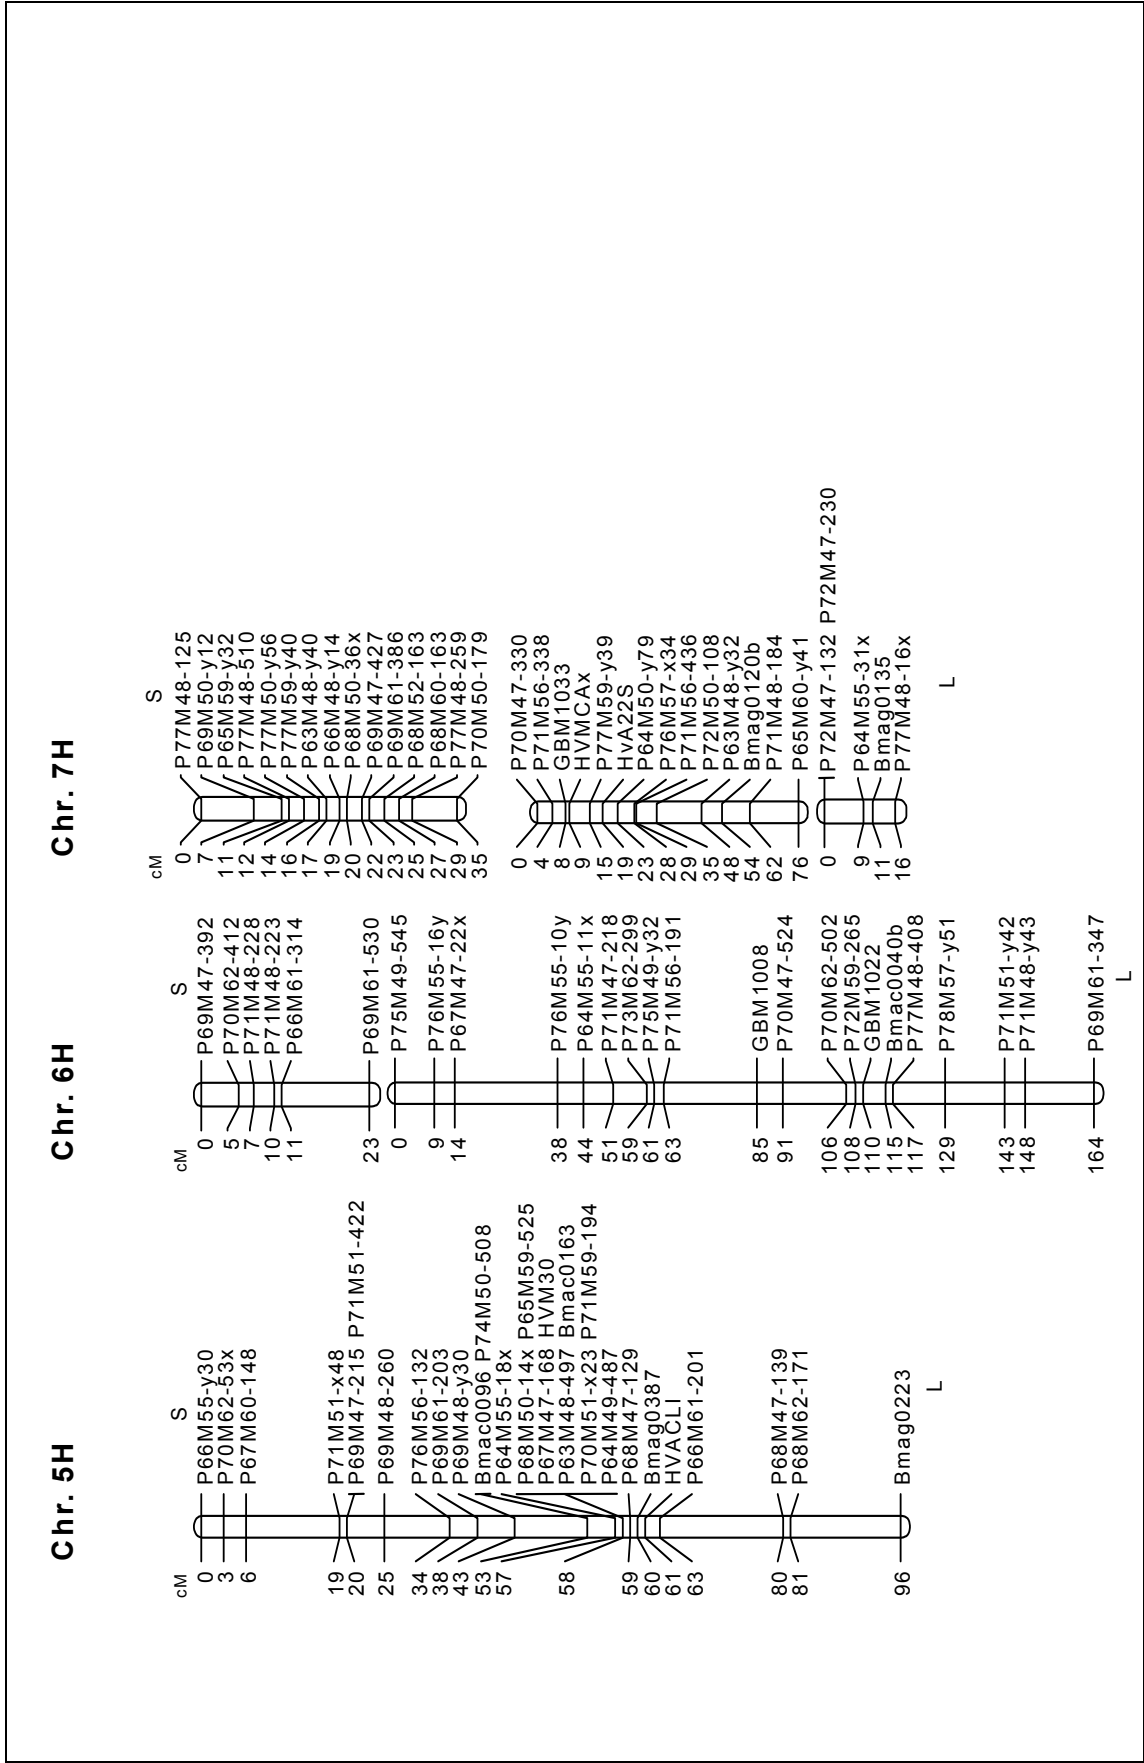 Chr. 5H
cM S
0 P66M55-y30
3 P70M62-53x
6 P67M60-148
19 P71M51-x48
20 P69M47-215 P71M51-422
25 P69M48-260
34 P76M56-132
38 P69M61-203
43 P69M48-y30
53 Bmac0096 P74M50-508
57 P64M55-18x
P68M50-14x P65M59-525
P67M47-168 HVM30
58 P63M48-497 Bmac0163
P70M51-x23 P71M59-194
P64M49-487
59 P68M47-129
60 Bmag0387
61 HVACLI
63 P66M61-201
80 P68M47-139
81 P68M62-171
96 Bmag0223
L
Chr. 6H
cM S
0 P69M47-392
5 P70M62-412
7 P71M48-228
10 P71M48-223
11 P66M61-314
23 P69M61-530
0 P75M49-545
9 P76M55-16y
14 P67M47-22x
38 P76M55-10y
44 P64M55-11x
51 P71M47-218
59 P73M62-299
61 P75M49-y32
63 P71M56-191
85 GBM1008
91 P70M47-524
106 P70M62-502
108 P72M59-265
110 GBM1022
115 Bmac0040b
117 P77M48-408
129 P78M57-y51
143 P71M51-y42
148 P71M48-y43
164 P69M61-347
L
Chr. 7H
cM S
0 P77M48-125
7 P69M50-y12
11 P65M59-y32
12 P77M48-510
14 P77M50-y56
16 P77M59-y40
17 P63M48-y40
19 P66M48-y14
20 P68M50-36x
22 P69M47-427
23 P69M61-386
25 P68M52-163
27 P68M60-163
29 P77M48-259
35 P70M50-179
0 P70M47-330
4 P71M56-338
8 GBM1033
9 HVMCAx
15 P77M59-y39
19 HvA22S
23 P64M50-y79
28 P76M57-x34
29 P71M56-436
35 P72M50-108
48 P63M48-y32
54 Bmag0120b
62 P71M48-184
76 P65M60-y41
0 P72M47-132 P72M47-230
9 P64M55-31x
11 Bmag0135
16 P77M48-16x
L